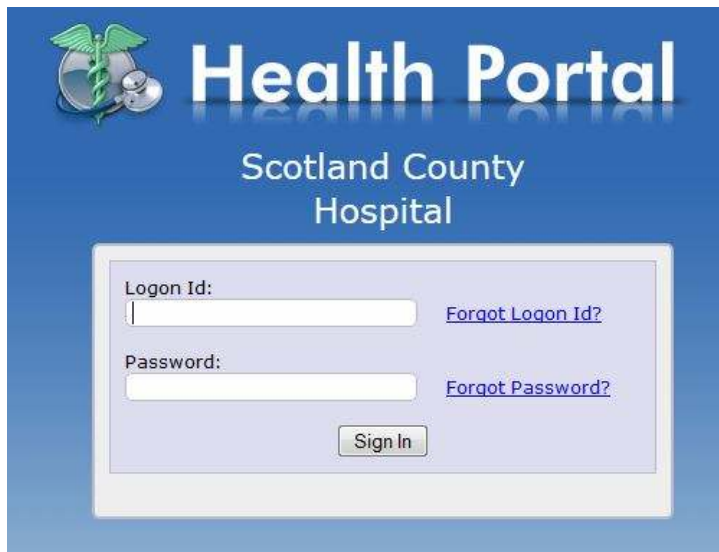 Health Portal
Scotland County
Hospital
Logon Id:
Forgot Logon Id?
Password:
Forgot Password?
Sign In